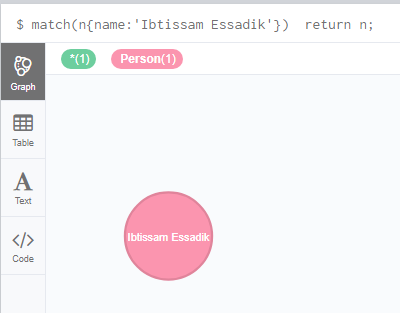 $ match(n{name:'Ibtissam Essadik'})  return n;
*(1) Person(1)
Graph
Table
A
Text
</>
Code
Ibtissam Essadik